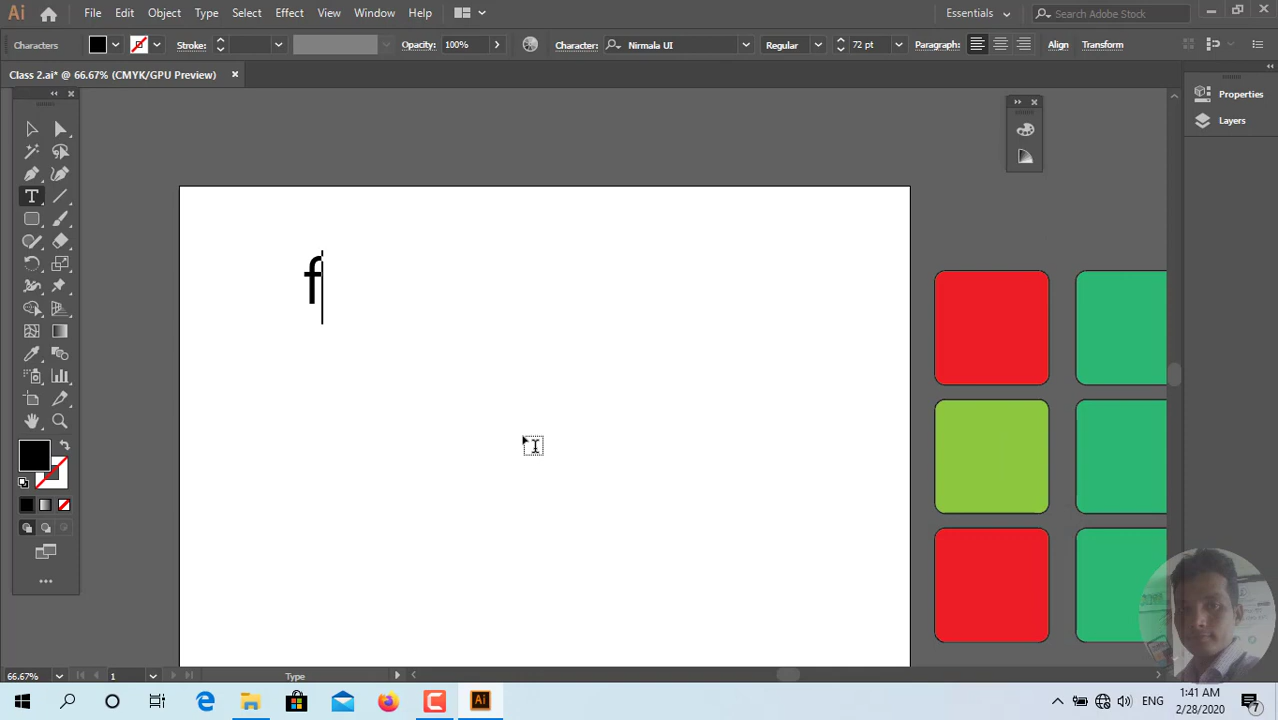 Ai File Edit Object Type Select Effect View Window Help Essentials Search Adobe Stock
Characters Stroke: Opacity: 100% Character: Nirmala UI Regular 72 pt Paragraph: Align Transform
Class 2.ai* @ 66.67% (CMYK/GPU Preview)
Properties
Layers
T
f
66.67% 1 Type
Ai ENG 1:41 AM
2/28/2020 7